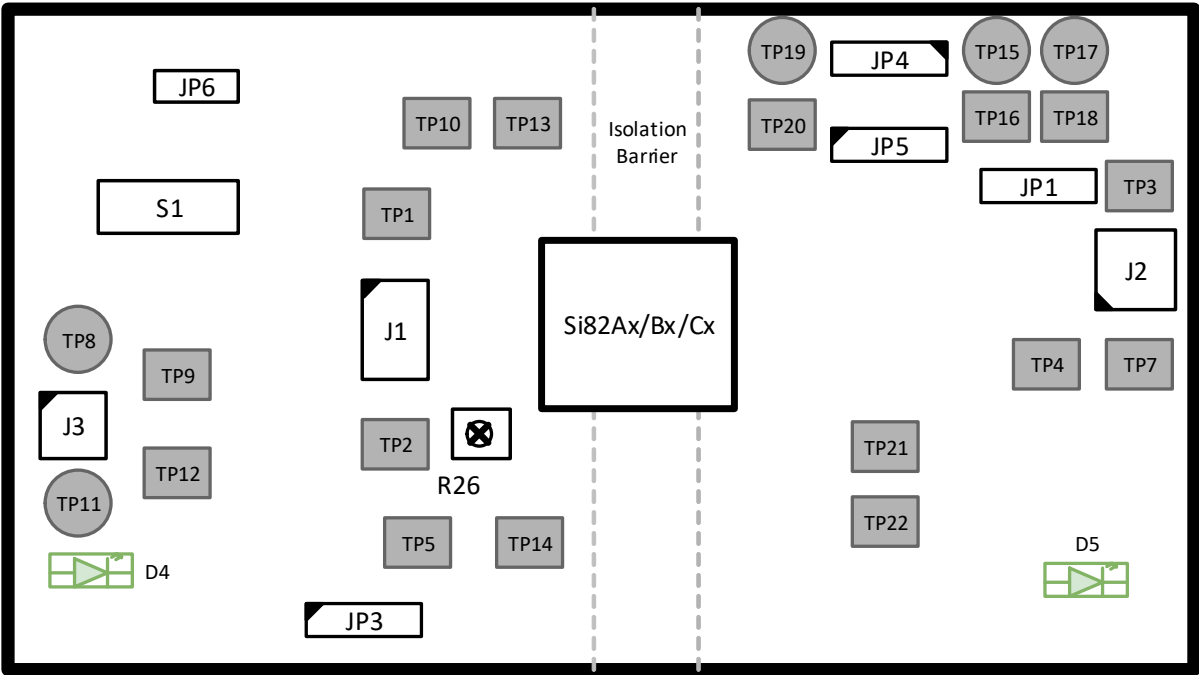 TP19
JP4
TP15
TP17
JP6
TP10
TP13
Isolation
Barrier
TP20
JP5
TP16
TP18
S1
TP1
JP1
TP3
J2
TP8
J1
Si82Ax/Bx/Cx
TP9
TP4
TP7
J3
TP2
R26
TP21
TP12
TP11
TP5
TP14
TP22
D4
D5
JP3